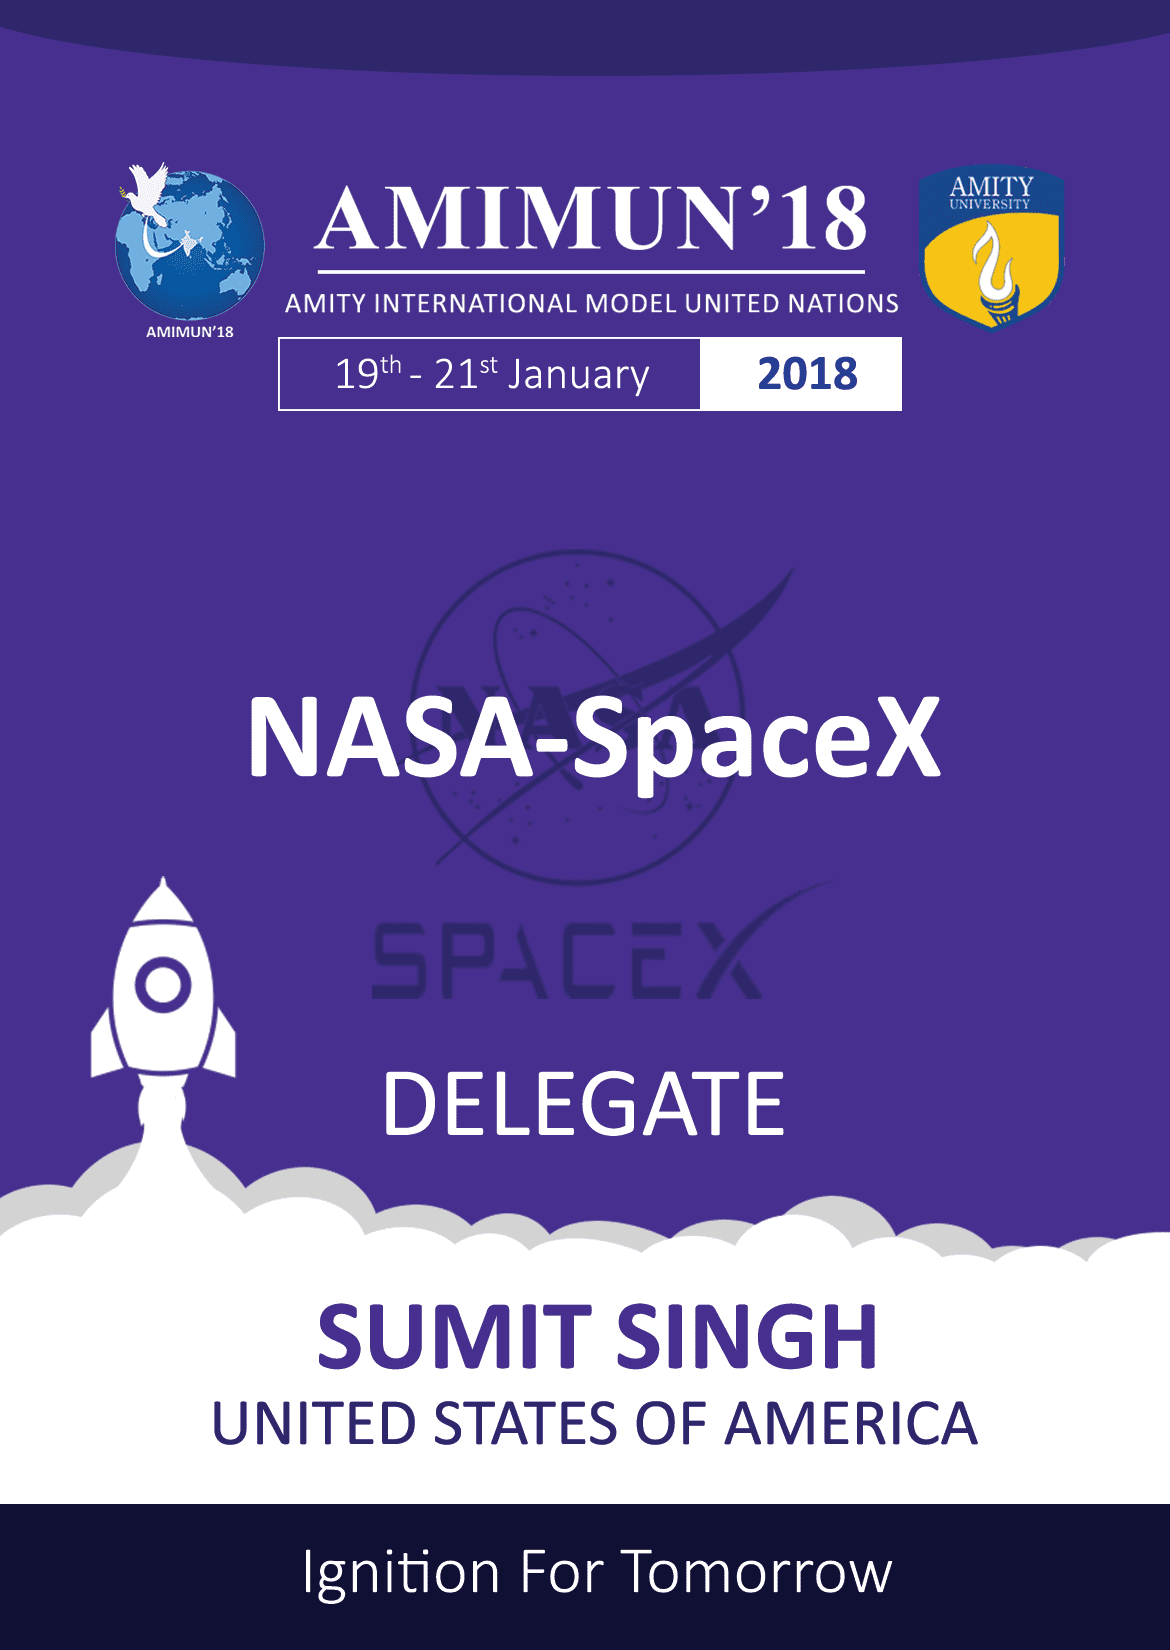 AMIMUN'18
AMITY
UNIVERSITY
AMITY INTERNATIONAL MODEL UNITED NATIONS
AMIMUN'18
19th - 21st January 2018
NASA
NASA-SpaceX
SPACEX
DELEGATE
SUMIT SINGH
UNITED STATES OF AMERICA
Ignition For Tomorrow